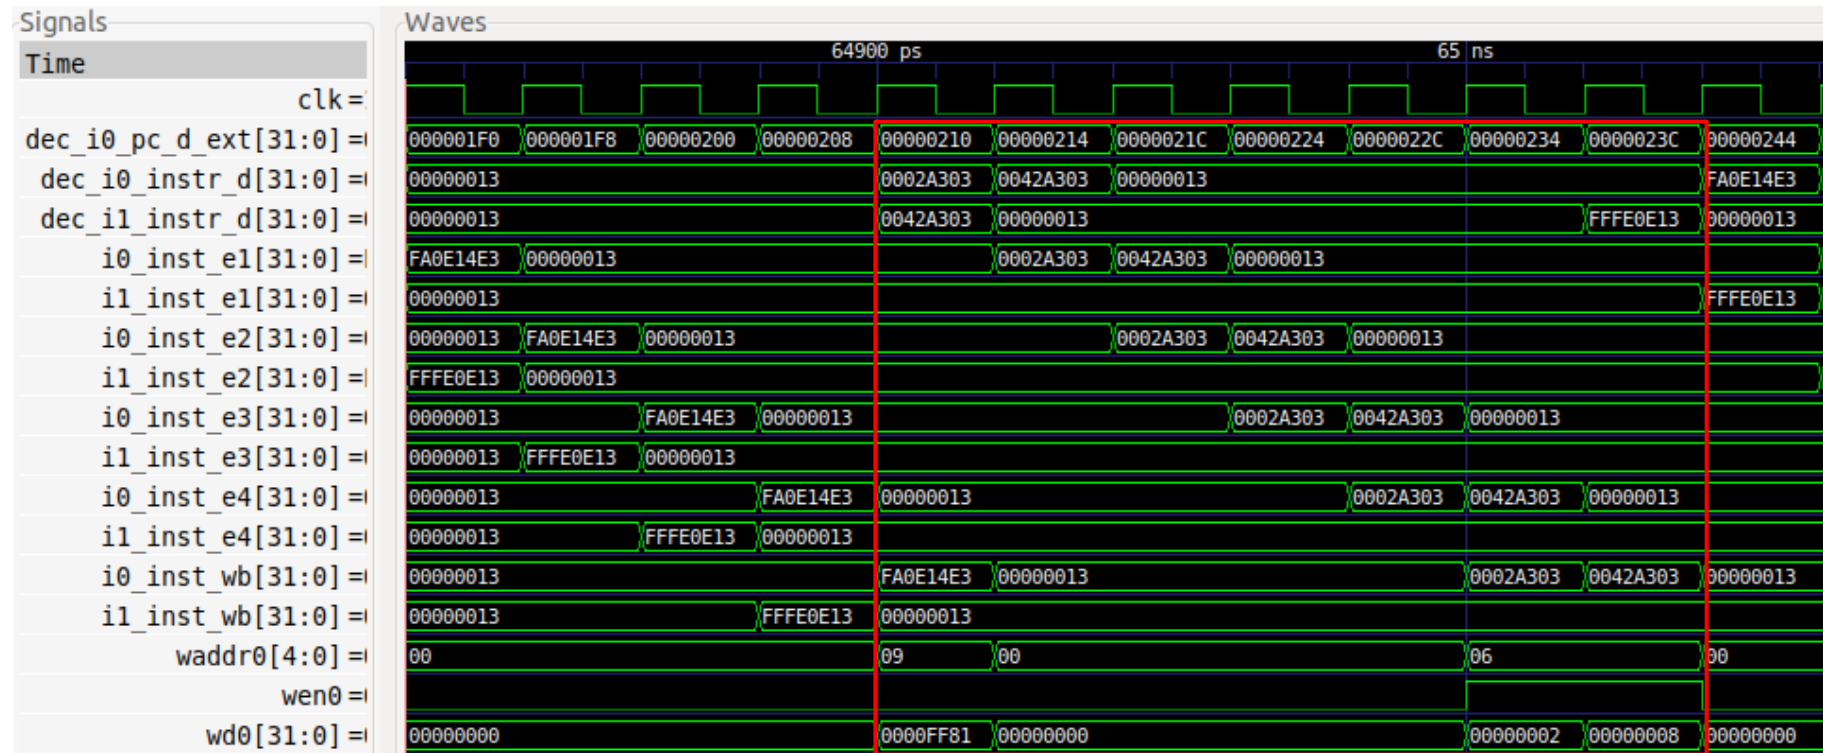 Signals Waves
Time 64900 ps 65 ns
clk =
dec_i0_pc_d_ext[31:0] = 000001F0 000001F8 00000200 00000208 00000210 00000214 0000021C 00000224 0000022C 00000234 0000023C 00000244
dec_i0_instr_d[31:0] = 00000013 0002A303 0042A303 00000013 FA0E14E3
dec_i1_instr_d[31:0] = 00000013 0042A303 00000013 FFFE0E13 00000013
i0_inst_e1[31:0] = FA0E14E3 00000013 0002A303 0042A303 00000013
i1_inst_e1[31:0] = 00000013 FFFE0E13
i0_inst_e2[31:0] = 00000013 FA0E14E3 00000013 0002A303 0042A303 00000013
i1_inst_e2[31:0] = FFFE0E13 00000013
i0_inst_e3[31:0] = 00000013 FA0E14E3 00000013 0002A303 0042A303 00000013
i1_inst_e3[31:0] = 00000013 FFFE0E13 00000013
i0_inst_e4[31:0] = 00000013 FA0E14E3 00000013 0002A303 0042A303 00000013
i1_inst_e4[31:0] = 00000013 FFFE0E13 00000013
i0_inst_wb[31:0] = 00000013 FA0E14E3 00000013 0002A303 0042A303 00000013
i1_inst_wb[31:0] = 00000013 FFFE0E13 00000013
waddr0[4:0] = 00 09 00 06 00
wen0 =
wd0[31:0] = 00000000 0000FF81 00000000 00000002 00000008 00000000